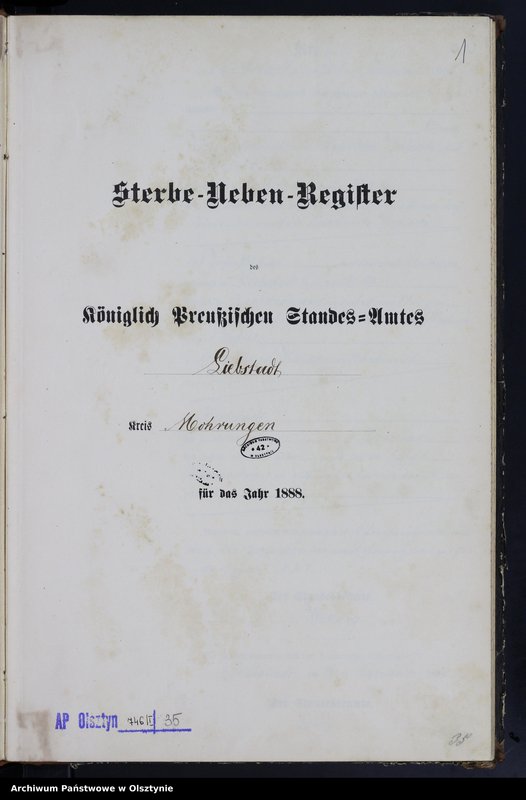 1
Sterbe-Neben-Register
des
Königlich Preußischen Standes-Amtes
Liebstadt
Kreis Mohrungen
42
für das Jahr 1888.
AP Olsztyn 746/I/ 35
Archiwum Państwowe w Olsztynie